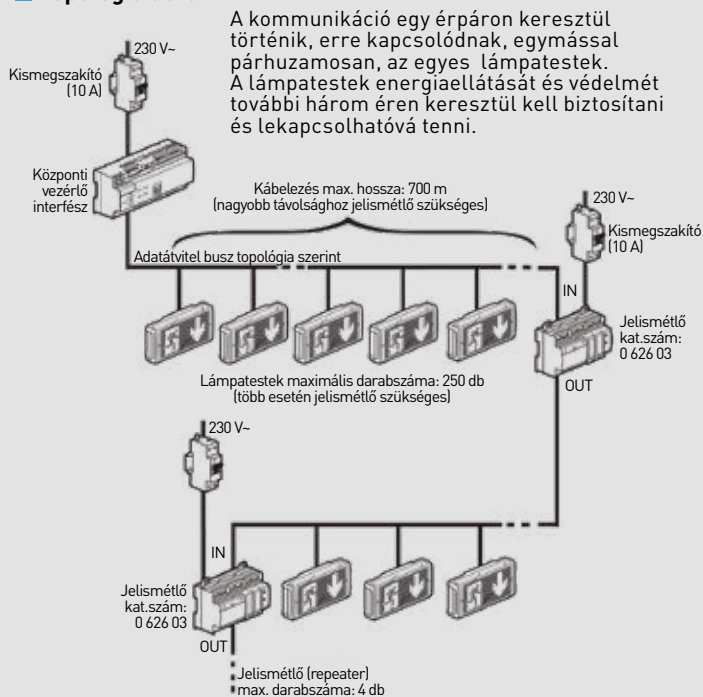 A kommunikáció egy érpáron keresztül
történik, erre kapcsolódnak, egymással
párhuzamosan, az egyes lámpatestek.
A lámpatestek energiaellátását és védelmét
további három éren keresztül kell biztosítani
és lekapcsolhatóvá tenni.
230 V~
Kismegszakító
(10 A)
Központi
vezérlő
interfész
Kábelezés max. hossza: 700 m
(nagyobb távolsághoz jelismétlő szükséges)
230 V~
Kismegszakító
(10 A)
Adatátvitel busz topológia szerint
IN
Jelismétlő
kat.szám:
0 626 03
OUT
Lámpatestek maximális darabszáma: 250 db
(több esetén jelismétlő szükséges)
230 V~
IN
Jelismétlő
kat.szám:
0 626 03
OUT
Jelismétlő (repeater)
max. darabszáma: 4 db